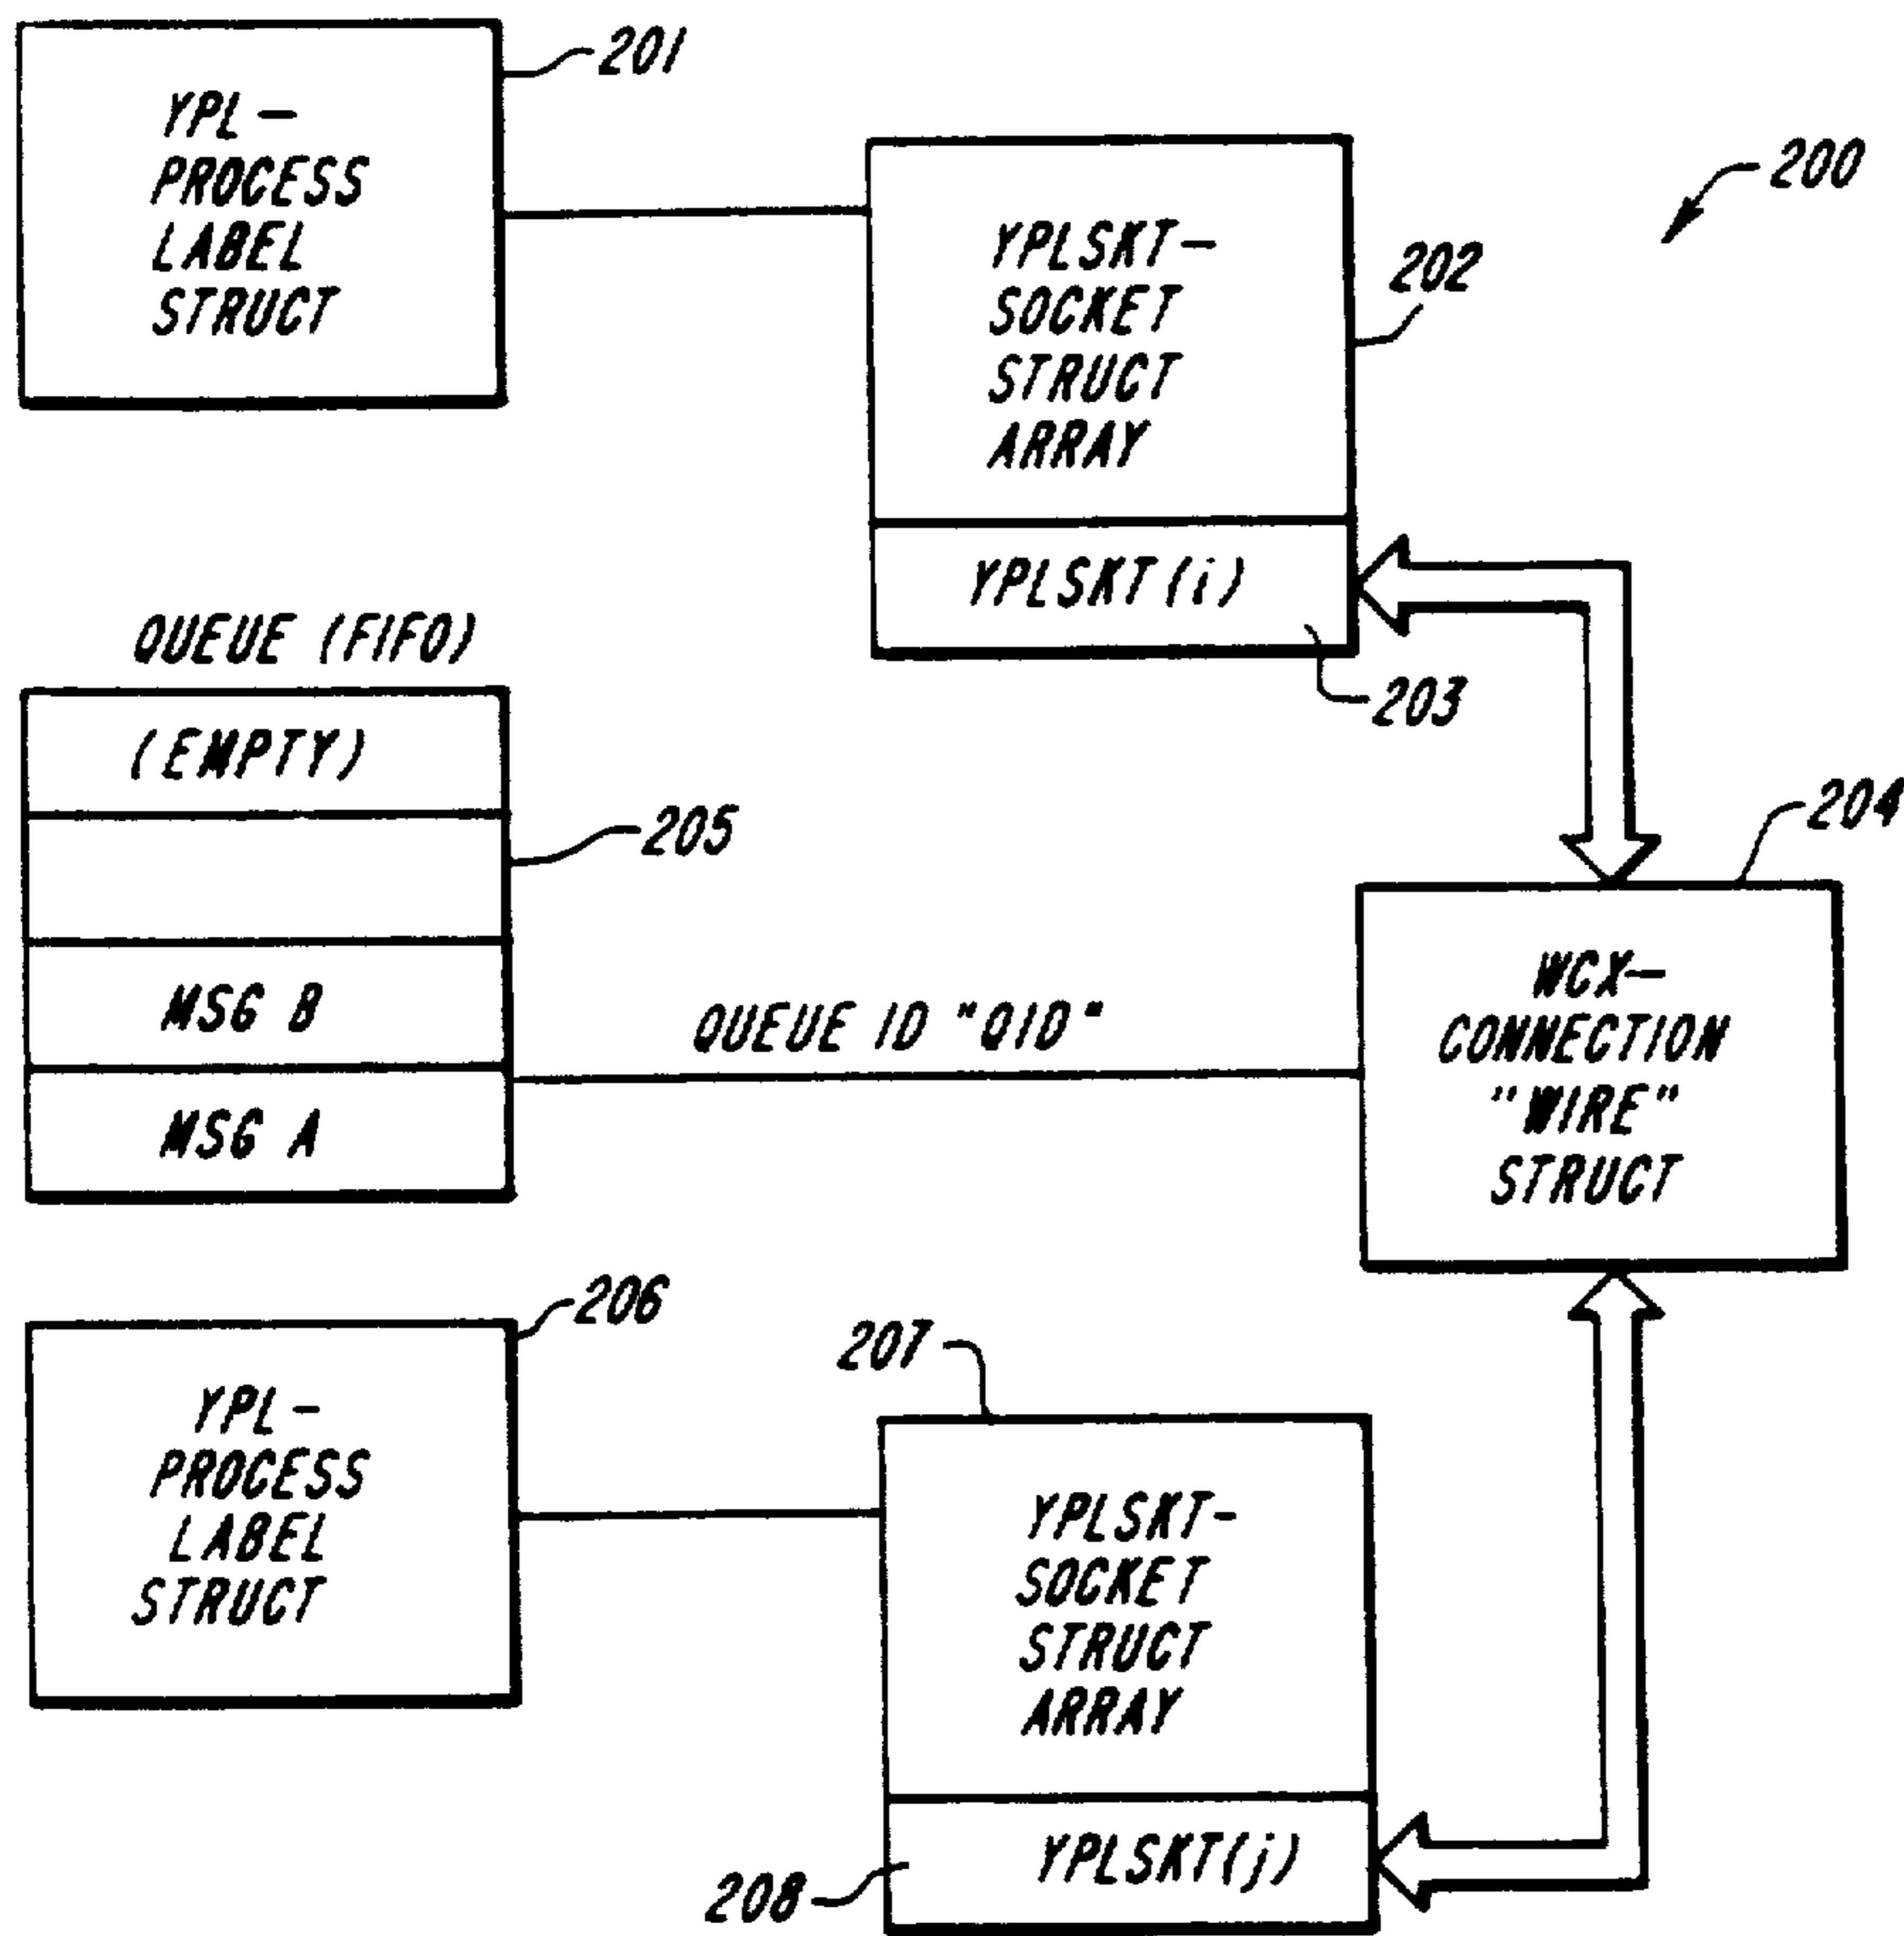 201
YPL-
PROCESS
LABEL
STRUCT
200
YPLSKT-
SOCKET
STRUCT
ARRAY
202
YPLSKT(i)
203
QUEUE (FIFO)
(EMPTY)
205
204
MSG B
MSG A
QUEUE ID "QID"
WCX-
CONNECTION
"WIRE"
STRUCT
206
YPL-
PROCESS
LABEL
STRUCT
207
YPLSKT-
SOCKET
STRUCT
ARRAY
YPLSKT(j)
208